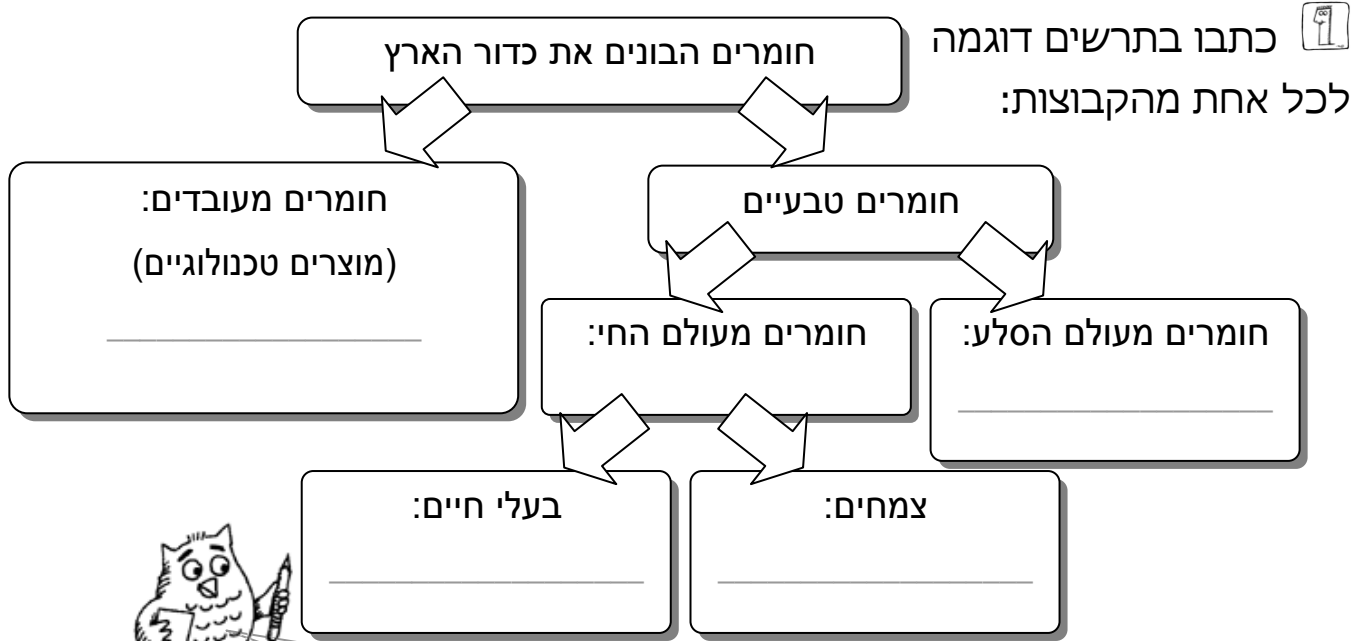 כתבו בתרשים דוגמה
לכל אחת מהקבוצות:
חומרים הבונים את כדור הארץ
חומרים טבעיים
חומרים מעובדים:
(מוצרים טכנולוגיים)
חומרים מעולם הסלע:
חומרים מעולם החי:
צמחים:
בעלי חיים: